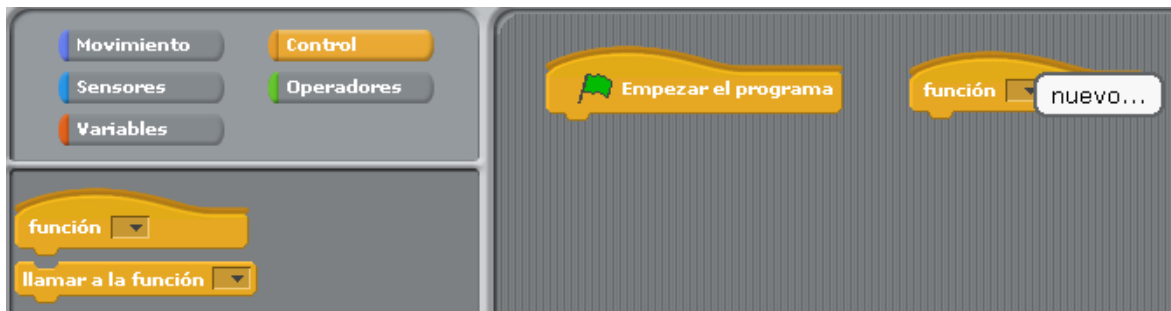 Movimiento
Control
Sensores
Operadores
Variables
función
llamar a la función
Empezar el programa
función
nuevo...